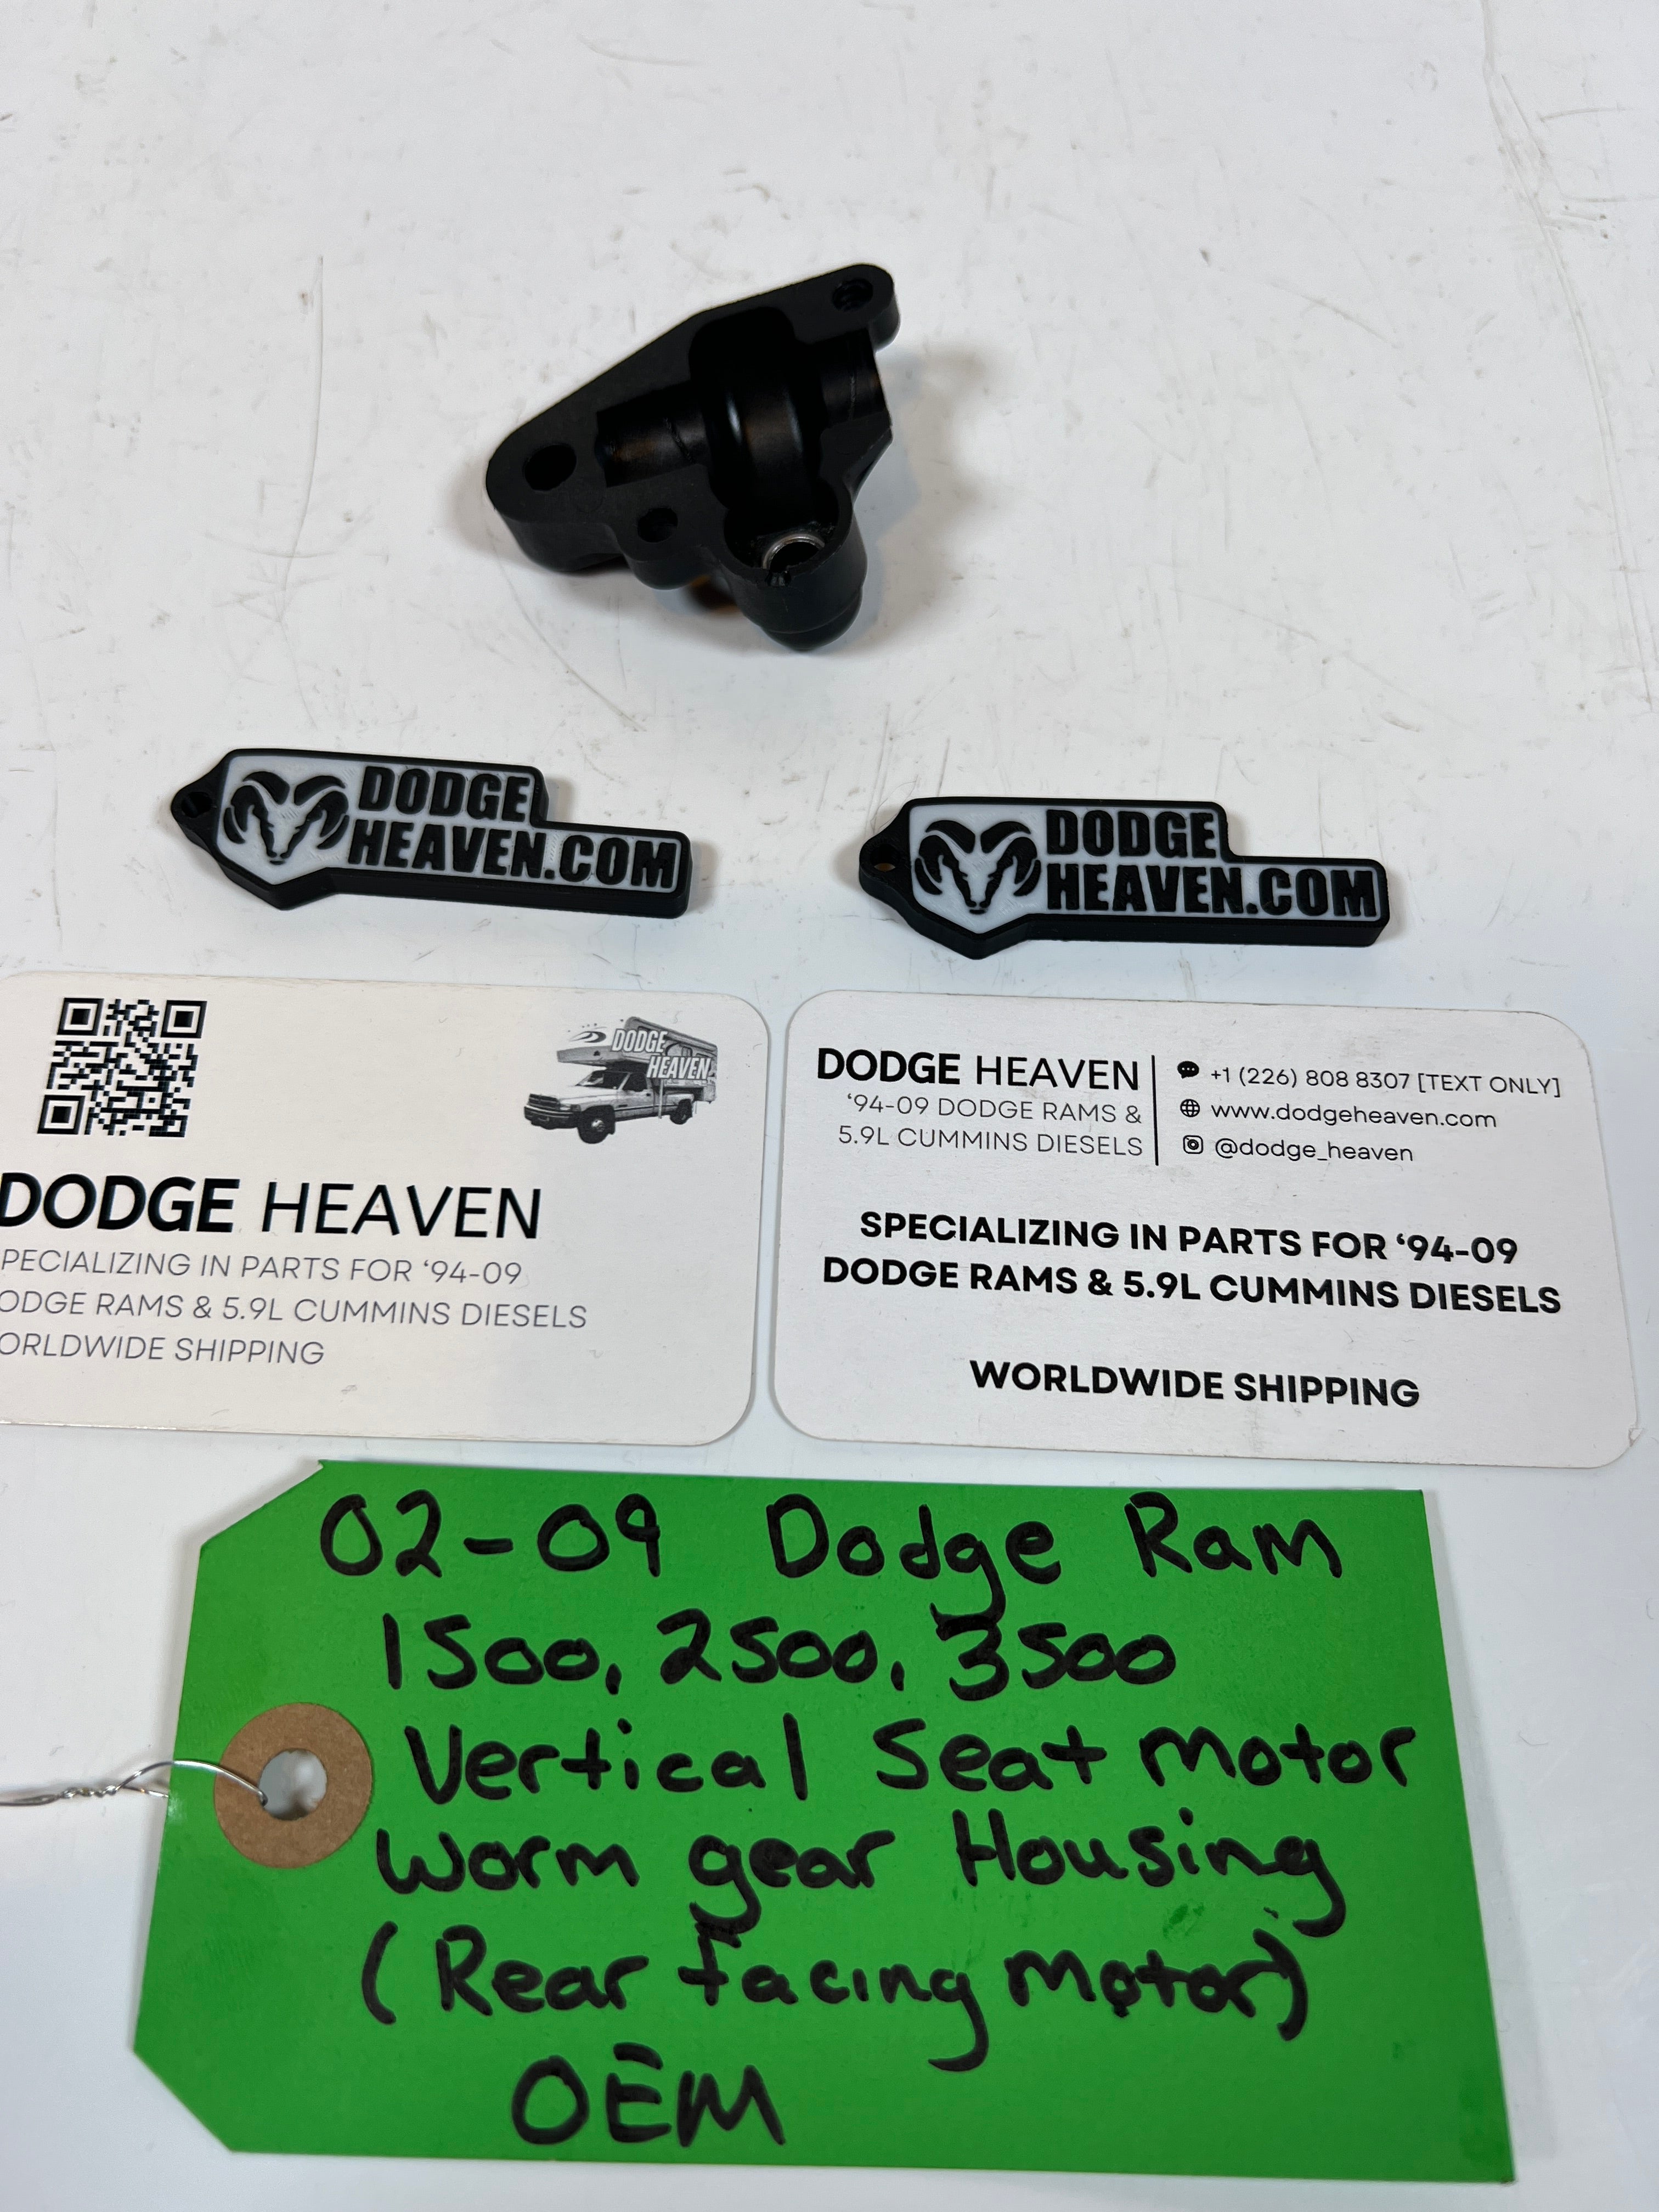 DODGE
HEAVEN.COM
DODGE
HEAVEN.COM
DODGE
HEAVEN
DODGE HEAVEN
PECIALIZING IN PARTS FOR ‘94-09
ODGE RAMS & 5.9L CUMMINS DIESELS
ORLDWIDE SHIPPING
DODGE HEAVEN
‘94-09 DODGE RAMS &
5.9L CUMMINS DIESELS
+1 (226) 808 8307 [TEXT ONLY]
www.dodgeheaven.com
@dodge_heaven
SPECIALIZING IN PARTS FOR ‘94-09
DODGE RAMS & 5.9L CUMMINS DIESELS
WORLDWIDE SHIPPING
02-09 Dodge Ram
1500, 2500, 3500
Vertical Seat motor
Worm gear Housing
(Rear facing motor)
OEM